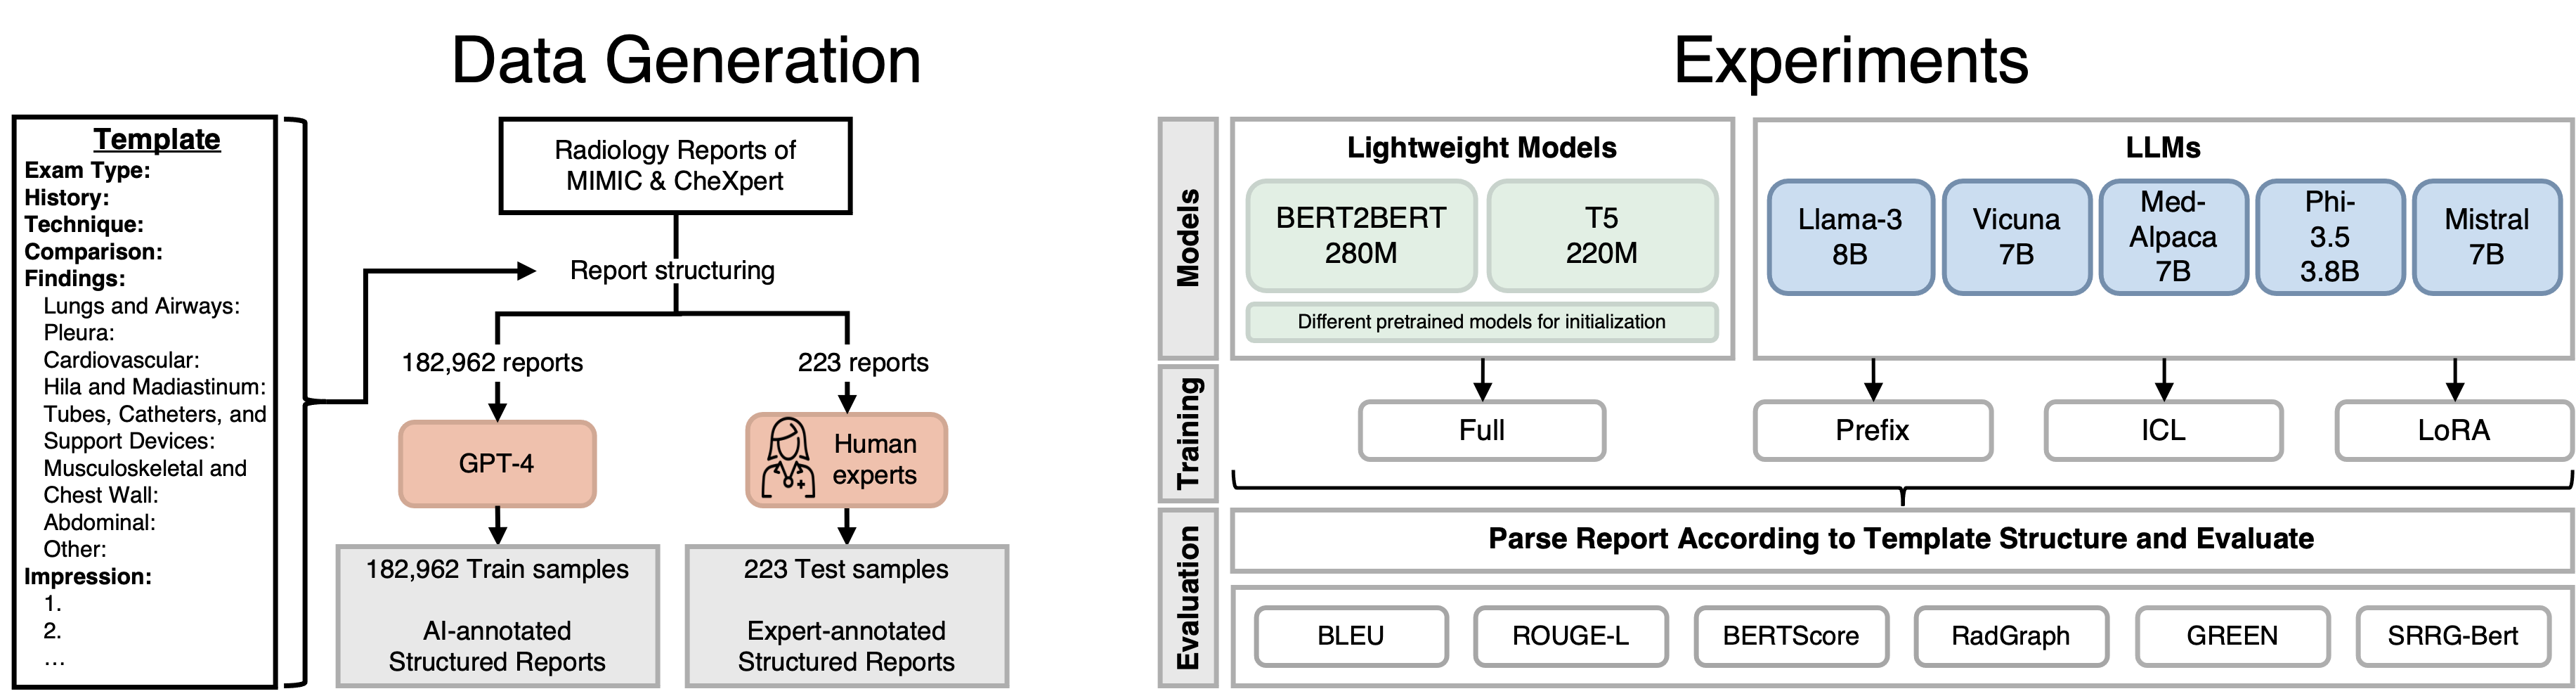 Data Generation
Template
Exam Type:
History:
Technique:
Comparison:
Findings:
Lungs and Airways:
Pleura:
Cardiovascular:
Hila and Madiastinum:
Tubes, Catheters, and
Support Devices:
Musculoskeletal and
Chest Wall:
Abdominal:
Other:
Impression:
1.
2.
...
Radiology Reports of
MIMIC & CheXpert
Report structuring
182,962 reports
223 reports
GPT-4
Human
experts
182,962 Train samples
AI-annotated
Structured Reports
223 Test samples
Expert-annotated
Structured Reports
Experiments
Models
Lightweight Models
BERT2BERT
280M
T5
220M
Different pretrained models for initialization
LLMs
Llama-3
8B
Vicuna
7B
Med-
Alpaca
7B
Phi-
3.5
3.8B
Mistral
7B
Training
Full
Prefix
ICL
LoRA
Evaluation
Parse Report According to Template Structure and Evaluate
BLEU
ROUGE-L
BERTScore
RadGraph
GREEN
SRRG-Bert